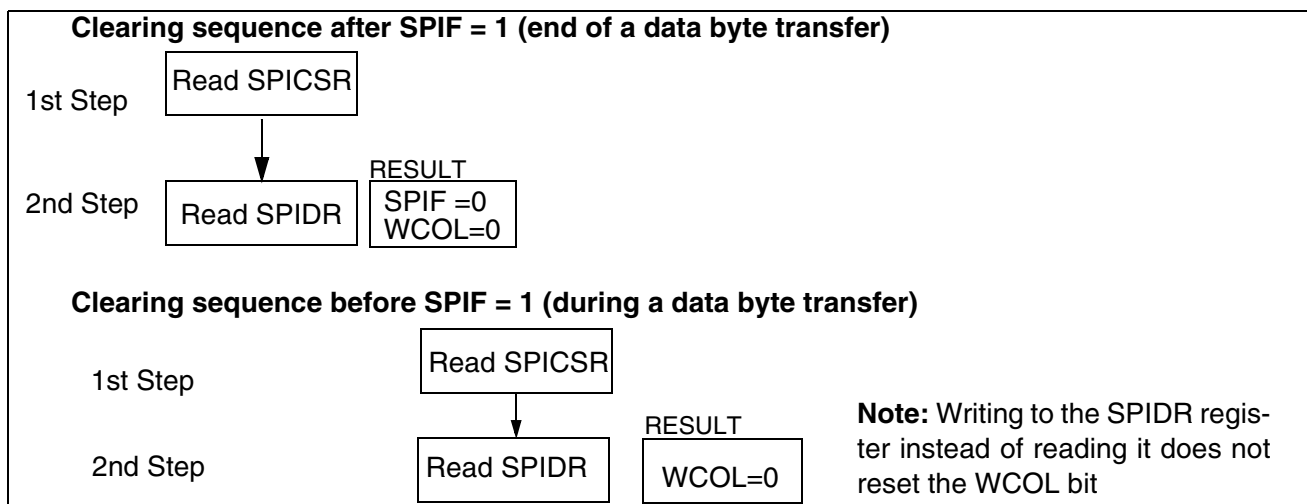 Clearing sequence after SPIF = 1 (end of a data byte transfer)
1st Step
Read SPICSR
RESULT
2nd Step
Read SPIDR
SPIF =0
WCOL=0
Clearing sequence before SPIF = 1 (during a data byte transfer)
1st Step
Read SPICSR
RESULT
2nd Step
Read SPIDR
WCOL=0
Note: Writing to the SPIDR regis-
ter instead of reading it does not
reset the WCOL bit